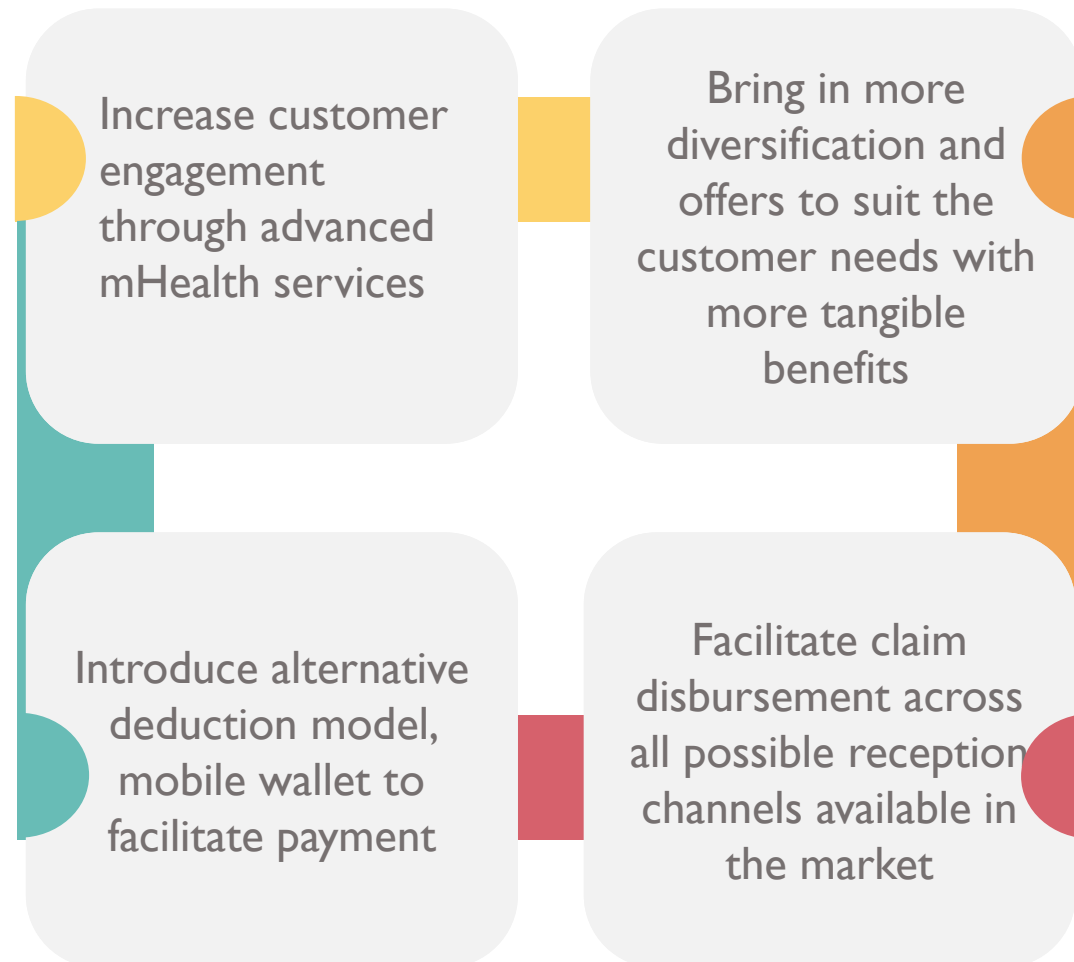 Increase customer
engagement
through advanced
mHealth services
Bring in more
diversification and
offers to suit the
customer needs with
more tangible
benefits
Introduce alternative
deduction model,
mobile wallet to
facilitate payment
Facilitate claim
disbursement across
all possible reception
channels available in
the market